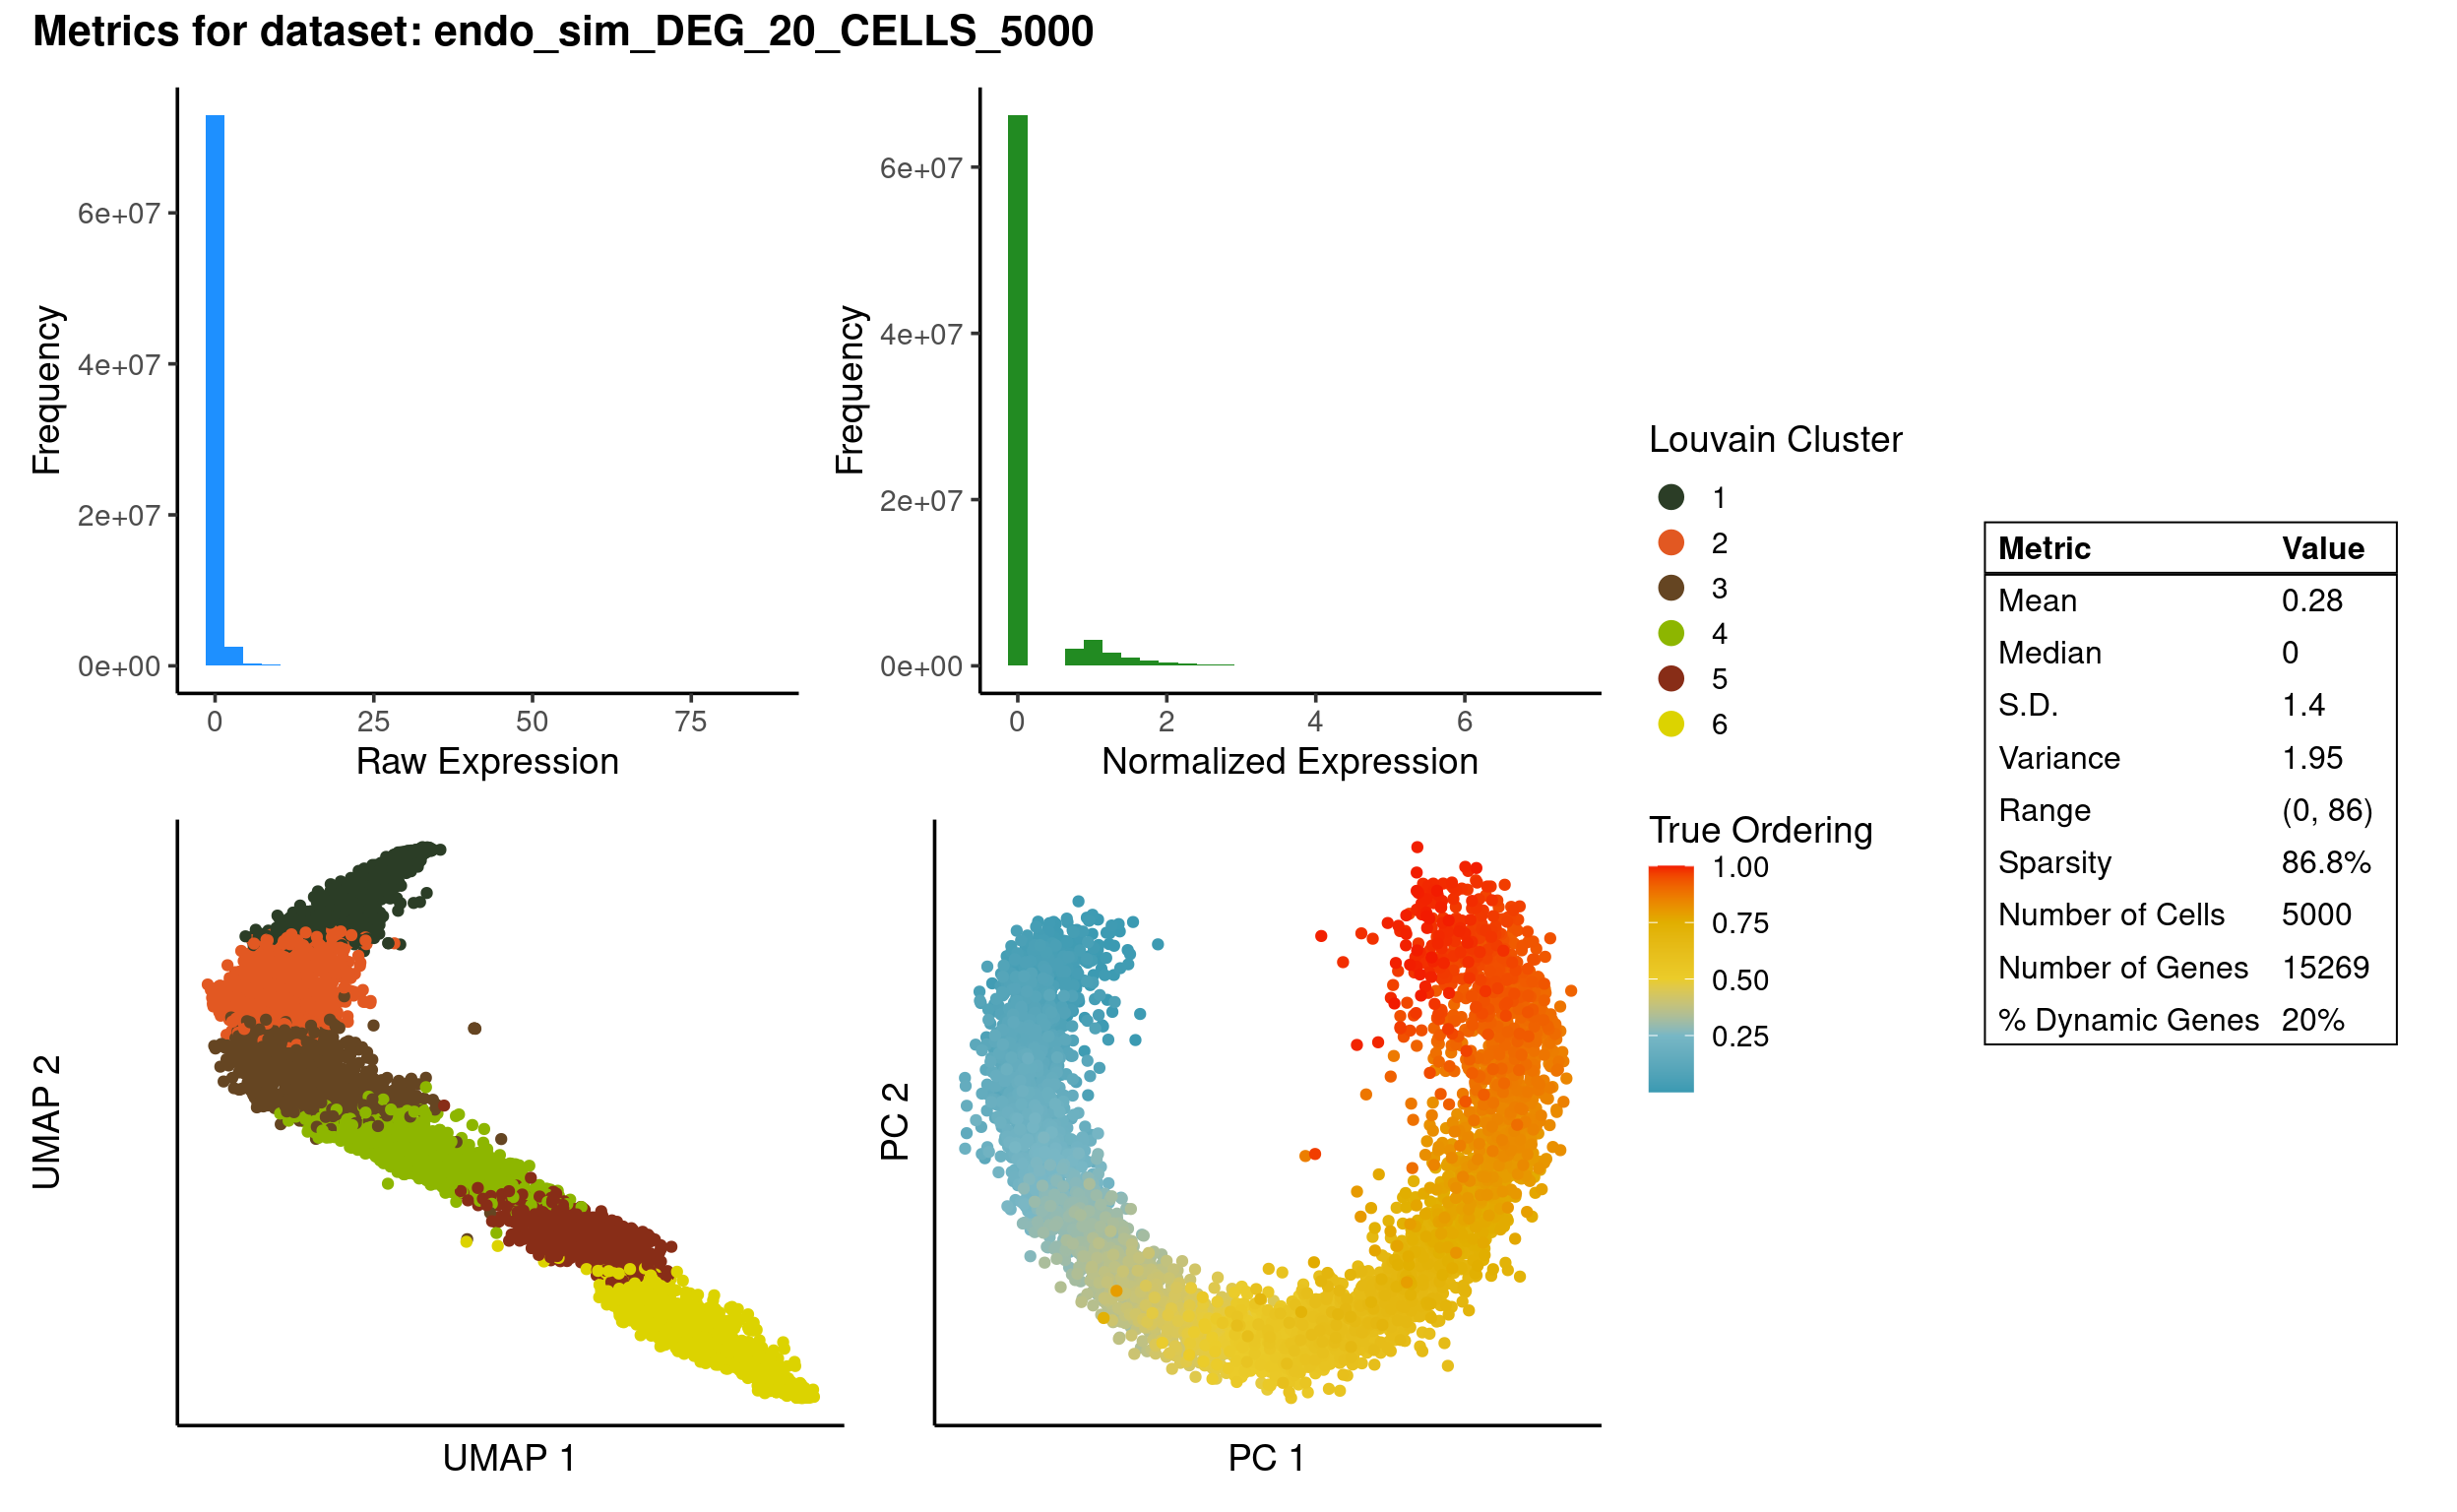 Metrics for dataset: endo_sim_DEG_20_CELLS_5000
Frequency
6e+07
4e+07
2e+07
0e+00
0 25 50 75
Raw Expression
Frequency
6e+07
4e+07
2e+07
0e+00
0 2 4 6
Normalized Expression
Louvain Cluster
1
2
3
4
5
6
True Ordering
1.00
0.75
0.50
0.25
Metric Value
Mean 0.28
Median 0
S.D. 1.4
Variance 1.95
Range (0, 86)
Sparsity 86.8%
Number of Cells 5000
Number of Genes 15269
% Dynamic Genes 20%
UMAP 2
UMAP 1
PC 2
PC 1